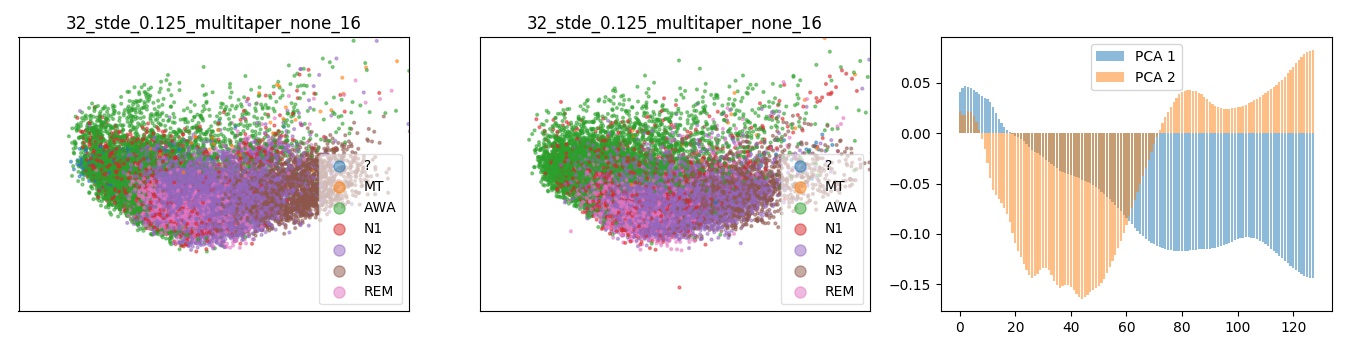 32_stde_0.125_multitaper_none_16
?
MT
AWA
N1
N2
N3
REM
32_stde_0.125_multitaper_none_16
?
MT
AWA
N1
N2
N3
REM
PCA 1
PCA 2
0.05
0.00
−0.05
−0.10
−0.15
0 20 40 60 80 100 120